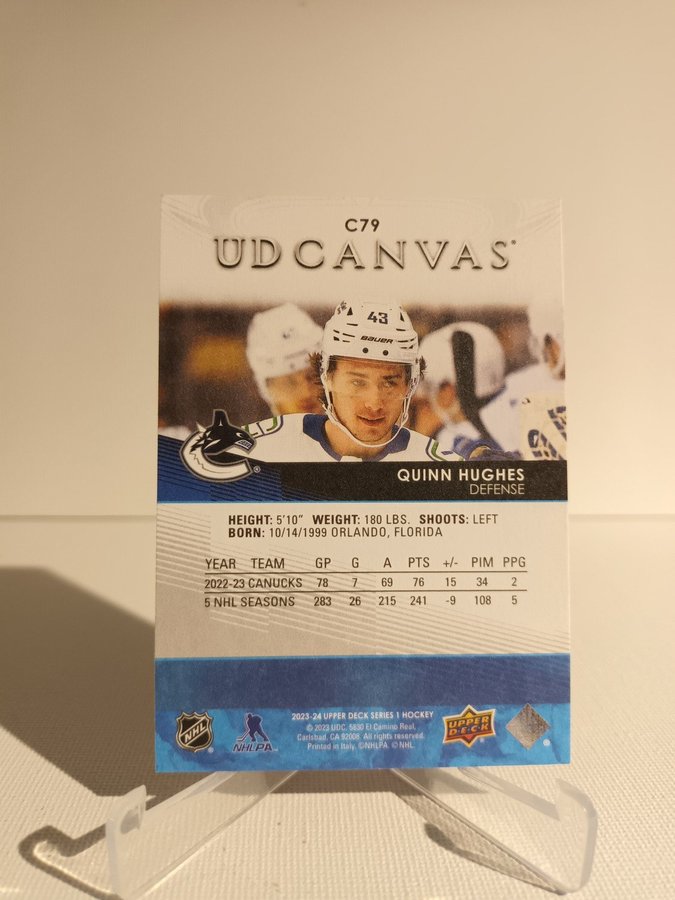 C79
UD CANVAS
43
BAUER
QUINN HUGHES
DEFENSE
HEIGHT: 5'10" WEIGHT: 180 LBS. SHOOTS: LEFT
BORN: 10/14/1999 ORLANDO, FLORIDA
YEAR TEAM GP G A PTS +/- PIM PPG
2022-23 CANUCKS 78 7 69 76 15 34 2
5 NHL SEASONS 283 26 215 241 -9 108 5
2023-24 UPPER DECK SERIES 1 HOCKEY
© 2023 UDC. 5830 El Camino Real,
Carlsbad, CA 92008. All rights reserved.
Printed in Italy. ©NHLPA. © NHL.
NHL
NHLPA
UPPER
DECK